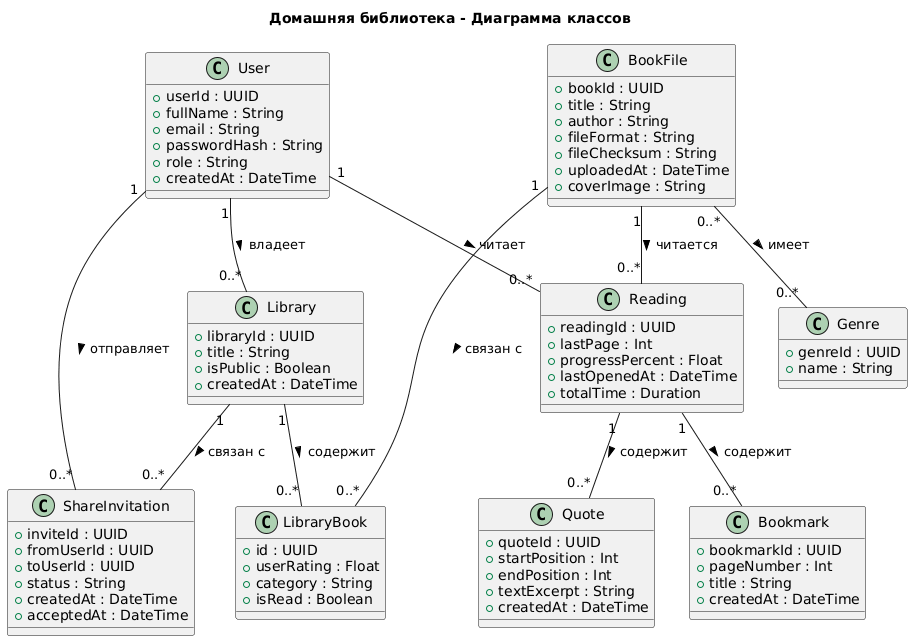 Домашняя библиотека - Диаграмма классов
C User
userId : UUID
fullName : String
email : String
passwordHash : String
role : String
createdAt : DateTime
C BookFile
bookId : UUID
title : String
author : String
fileFormat : String
fileChecksum : String
uploadedAt : DateTime
coverImage : String
1
1
1
1
1
0..*
владеет
читает
читается
имеет
0..*
0..*
0..*
0..*
C Library
libraryId : UUID
title : String
isPublic : Boolean
createdAt : DateTime
C Reading
readingId : UUID
lastPage : Int
progressPercent : Float
lastOpenedAt : DateTime
totalTime : Duration
C Genre
genreId : UUID
name : String
отправляет
связан с
1
1
1
1
связан с
содержит
содержит
содержит
0..*
0..*
0..*
0..*
0..*
0..*
C ShareInvitation
inviteId : UUID
fromUserId : UUID
toUserId : UUID
status : String
createdAt : DateTime
acceptedAt : DateTime
C LibraryBook
id : UUID
userRating : Float
category : String
isRead : Boolean
C Quote
quoteId : UUID
startPosition : Int
endPosition : Int
textExcerpt : String
createdAt : DateTime
C Bookmark
bookmarkId : UUID
pageNumber : Int
title : String
createdAt : DateTime